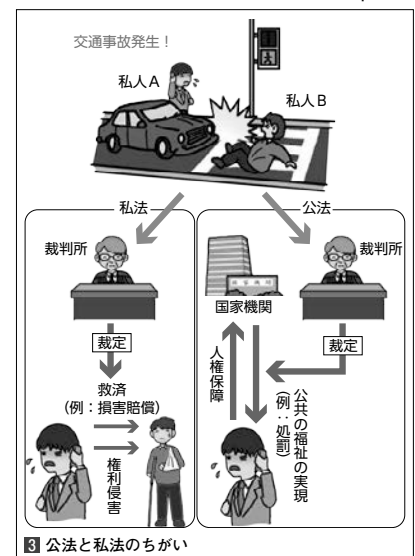 交通事故発生！
私人A
私人B
私法
公法
裁判所
裁定
救済
(例：損害賠償)
権利侵害
国家機関
裁判所
裁定
人権保障
公共の福祉の実現
(例：処罰)
3 公法と私法のちがい